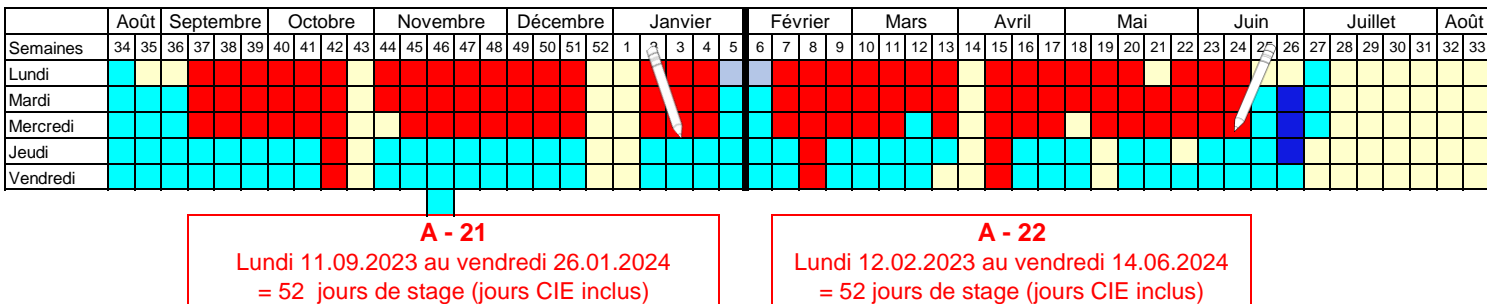 Août Septembre Octobre Novembre Décembre Janvier Février Mars Avril Mai Juin Juillet Août
Semaines 34 35 36 37 38 39 40 41 42 43 44 45 46 47 48 49 50 51 52 1 2 3 4 5 6 7 8 9 10 11 12 13 14 15 16 17 18 19 20 21 22 23 24 25 26 27 28 29 30 31 32 33
Lundi
Mardi
Mercredi
Jeudi
Vendredi
A - 21
Lundi 11.09.2023 au vendredi 26.01.2024
= 52 jours de stage (jours CIE inclus)
A - 22
Lundi 12.02.2023 au vendredi 14.06.2024
= 52 jours de stage (jours CIE inclus)